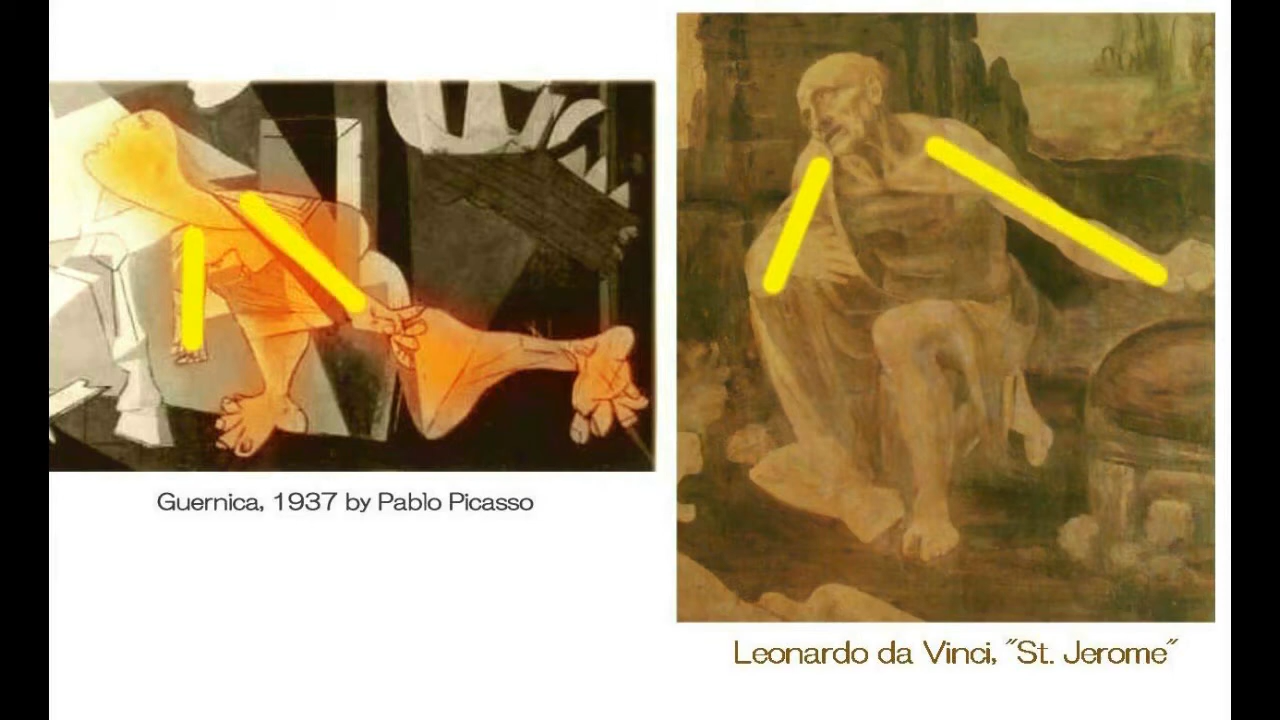 Guernica, 1937 by Pablo Picasso
Leonardo da Vinci, "St. Jerome"